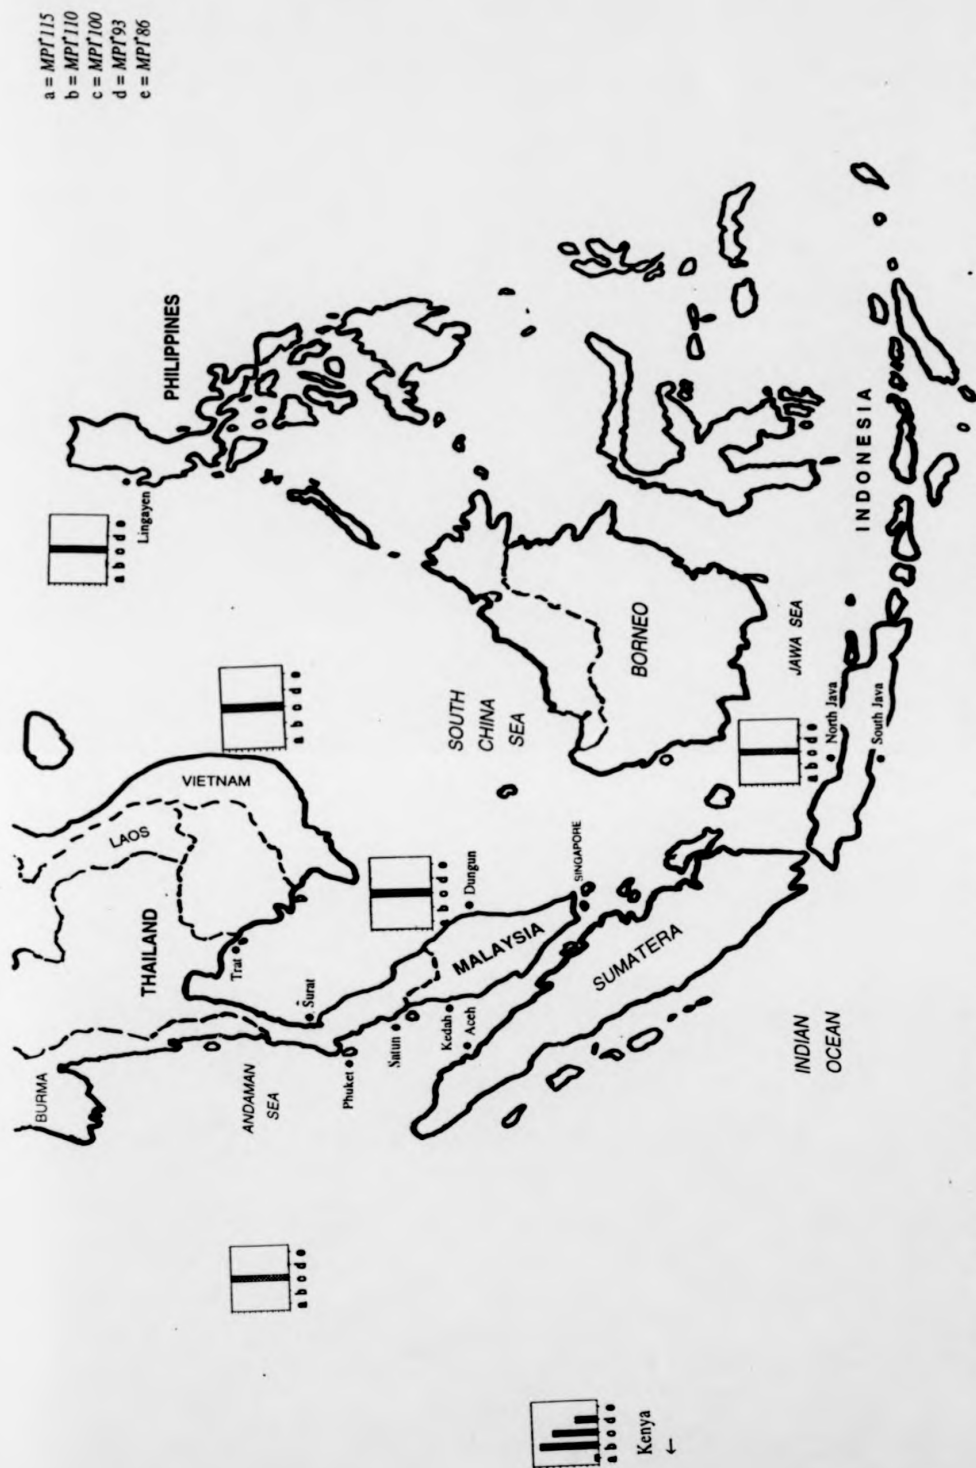 a = MPI*115
b = MPI*110
c = MPI*100
d = MPI*93
e = MPI*86
PHILIPPINES
Lingayen
a b c d e
a b c d e
VIETNAM
LAOS
THAILAND
BURMA
Trat
Surat
ANDAMAN
SEA
Phuket
Satun
Kedah
Aceh
a b c d e
Dungun
MALAYSIA
SINGAPORE
SUMATERA
SOUTH
CHINA
SEA
BORNEO
JAWA SEA
INDONESIA
a b c d e
North Java
South Java
INDIAN
OCEAN
a b c d e
a b c d e
Kenya
←